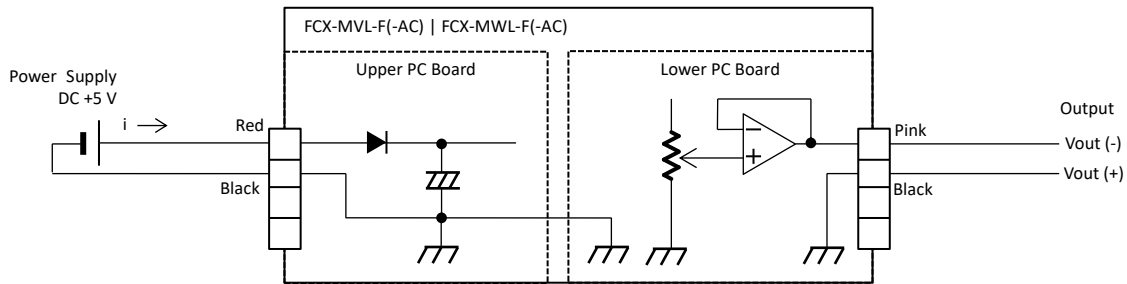 FCX-MVL-F(-AC) | FCX-MWL-F(-AC)
Upper PC Board
Lower PC Board
Power Supply
DC +5 V
i
Red
Black
Pink
Black
Output
Vout (-)
Vout (+)